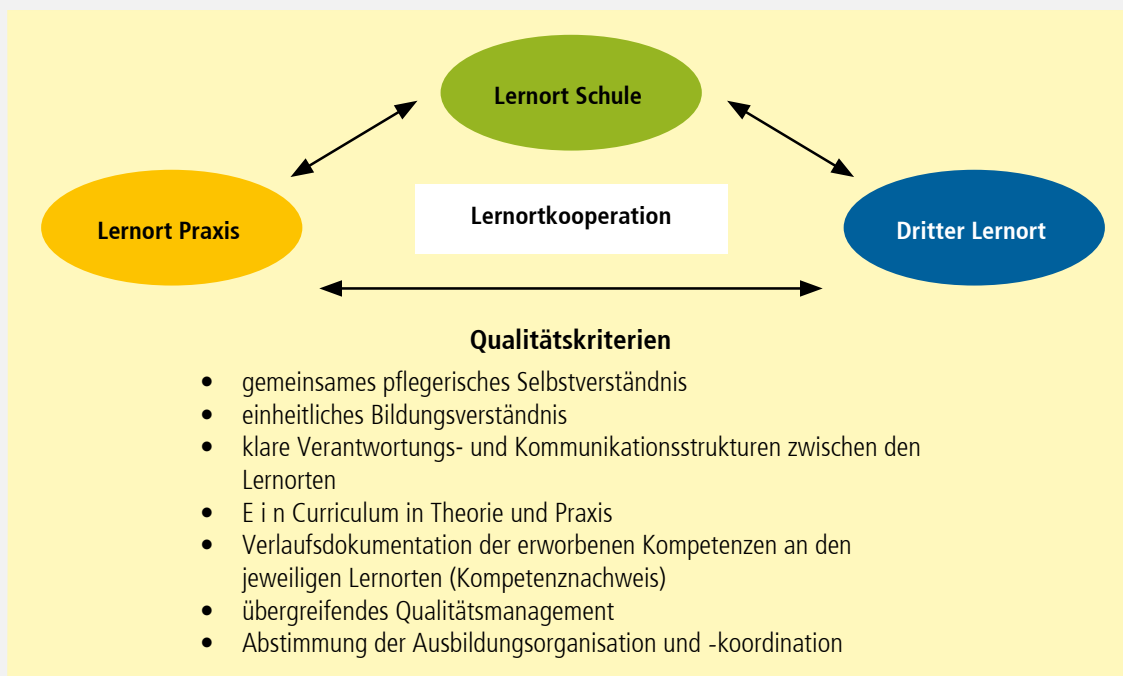 Lernort Schule
Lernort Praxis
Lernortkooperation
Dritter Lernort
Qualitätskriterien
• gemeinsames pflegerisches Selbstverständnis
• einheitliches Bildungsverständnis
• klare Verantwortungs- und Kommunikationsstrukturen zwischen den
Lernorten
• E i n Curriculum in Theorie und Praxis
• Verlaufsdokumentation der erworbenen Kompetenzen an den
jeweiligen Lernorten (Kompetenznachweis)
• übergreifendes Qualitätsmanagement
• Abstimmung der Ausbildungsorganisation und -koordination